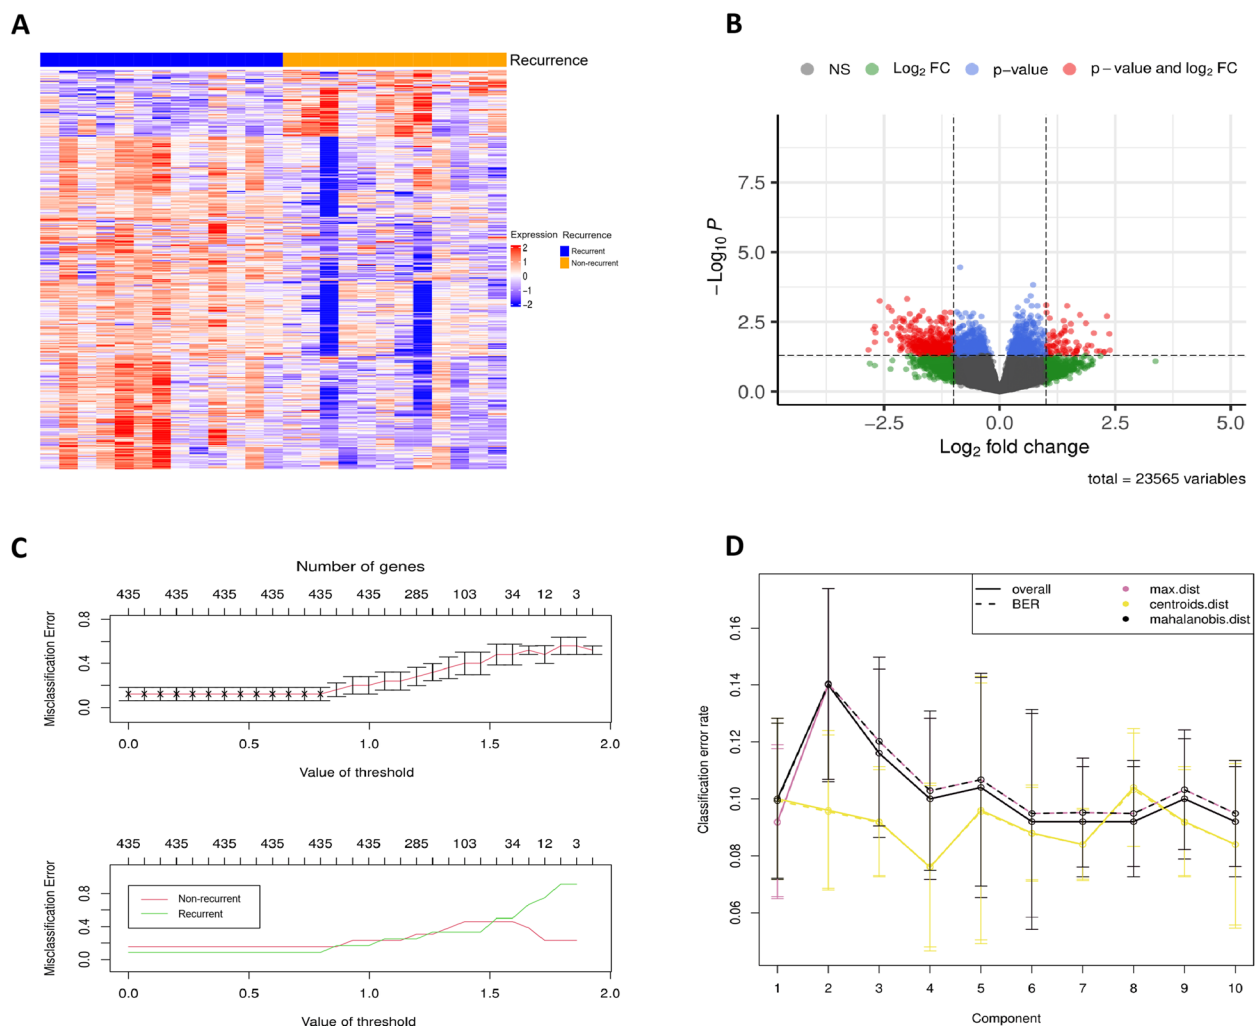 A
Recurrence
Expression Recurrence
2
1
0
−1
−2
Recurrent
Non-recurrent
B
NS Log2 FC p−value p − value and log2 FC
−Log10 P
7.5
5.0
2.5
0.0
−2.5 0.0 2.5 5.0
Log2 fold change
total = 23565 variables
C
Number of genes
435 435 435 435 435 435 285 103 34 12 3
Misclassification Error
0.8
0.4
0.0
0.0 0.5 1.0 1.5 2.0
Value of threshold
435 435 435 435 435 435 285 103 34 12 3
Misclassification Error
0.8
0.4
0.0
Non-recurrent
Recurrent
0.0 0.5 1.0 1.5 2.0
Value of threshold
D
overall max.dist
BER centroids.dist
mahalanobis.dist
Classification error rate
0.16
0.14
0.12
0.10
0.08
0.06
1 2 3 4 5 6 7 8 9 10
Component